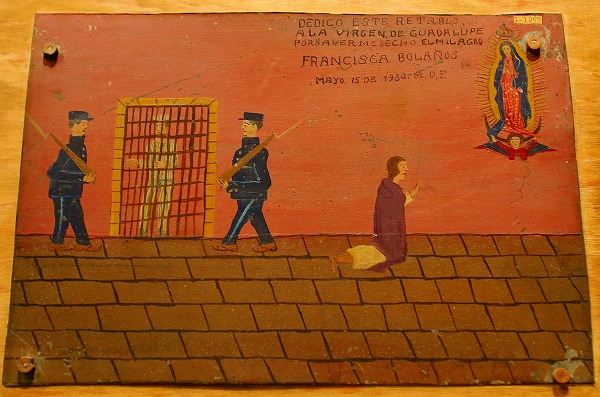 DEDICO ESTE RETABLO...
A LA VIRGEN, DE GUADALUPE
POR HAVERME HECHO EL MILAGRO
FRANCISCA BOLAÑOS
MAYO, 15 DE 1930-M.D.F.